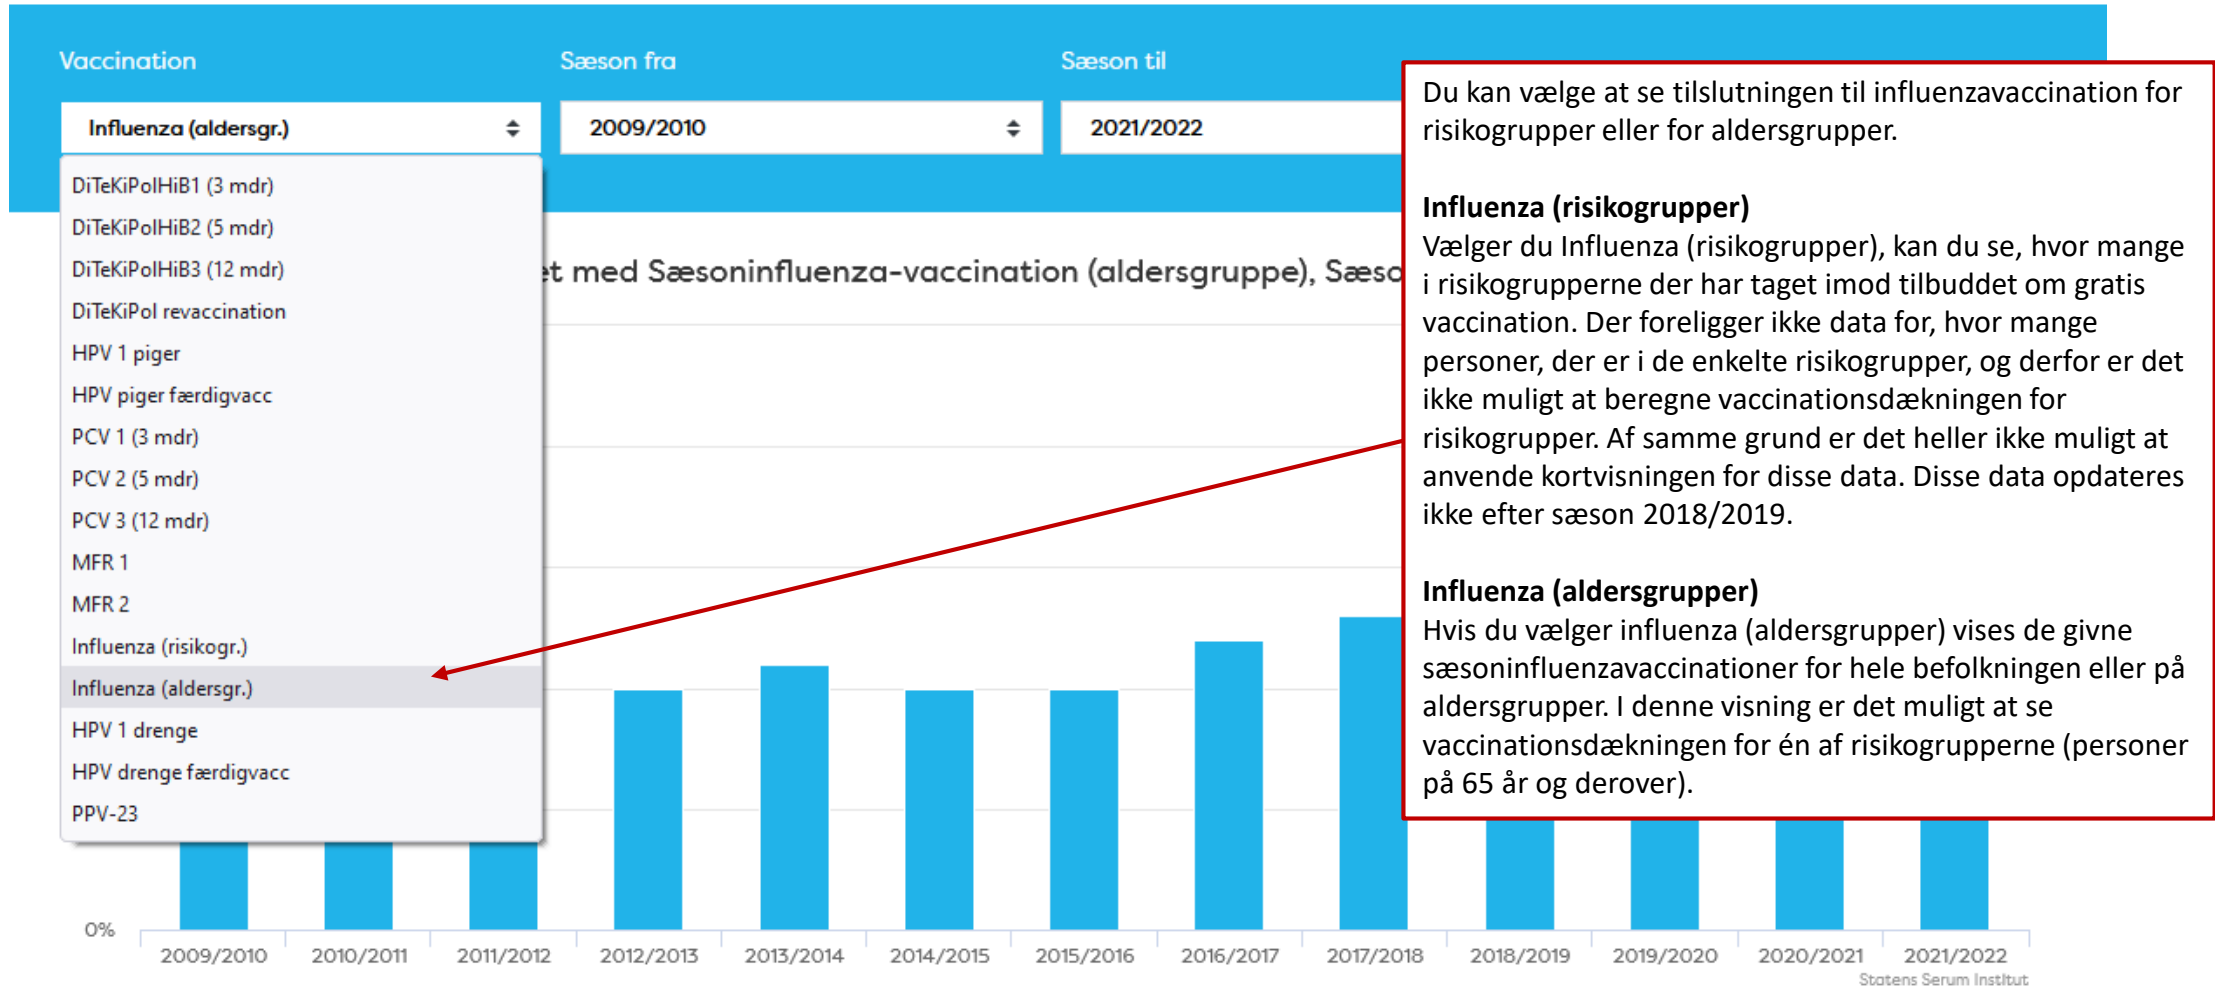 Vaccination
Sæson fra
Sæson til
Influenza (aldersgr.)
2009/2010
2021/2022
DiTeKiPolHiB1 (3 mdr)
DiTeKiPolHiB2 (5 mdr)
DiTeKiPolHiB3 (12 mdr)
DiTeKiPol revaccination
HPV 1 piger
HPV piger færdigvacc
PCV 1 (3 mdr)
PCV 2 (5 mdr)
PCV 3 (12 mdr)
MFR 1
MFR 2
Influenza (risikogr.)
Influenza (aldersgr.)
HPV 1 drenge
HPV drenge færdigvacc
PPV-23
med Sæsoninfluenza-vaccination (aldersgruppe),
Du kan vælge at se tilslutningen til influenzavaccination for
risikogrupper eller for aldersgrupper.
Influenza (risikogrupper)
Vælger du Influenza (risikogrupper), kan du se, hvor mange
i risikogrupperne der har taget imod tilbuddet om gratis
vaccination. Der foreligger ikke data for, hvor mange
personer, der er i de enkelte risikogrupper, og derfor er det
ikke muligt at beregne vaccinationsdækningen for
risikogrupper. Af samme grund er det heller ikke muligt at
anvende kortvisningen for disse data. Disse data opdateres
ikke efter sæson 2018/2019.
Influenza (aldersgrupper)
Hvis du vælger influenza (aldersgrupper) vises de givne
sæsoninfluenzavaccinationer for hele befolkningen eller på
aldersgrupper. I denne visning er det muligt at se
vaccinationsdækningen for én af risikogrupperne (personer
på 65 år og derover).
0%
2009/2010
2010/2011
2011/2012
2012/2013
2013/2014
2014/2015
2015/2016
2016/2017
2017/2018
2018/2019
2019/2020
2020/2021
2021/2022
Statens Serum Institut